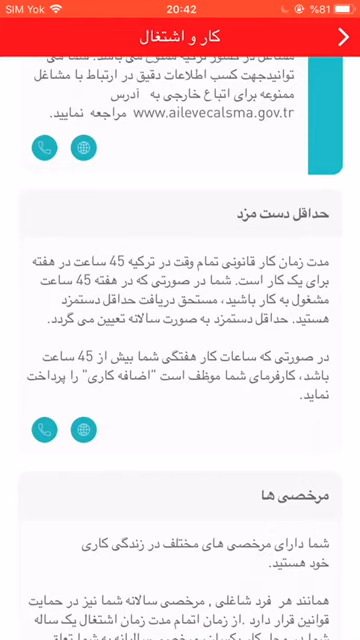 SIM Yok 20:42 %81
کار و اشتغال
توانیدجهت کسب اطلاعات دقیق در ارتباط با مشاغل
ممنوعه برای اتباع خارجی به آدرس
www.ailevecalsma.gov.tr مراجعه نمایید.
حداقل دست مزد
مدت زمان کار قانونی تمام وقت در ترکیه 45 ساعت در هفته
برای یک کار است. شما در صورتی که در هفته 45 ساعت
مشغول به کار باشید، مستحق دریافت حداقل دستمزد
هستید. حداقل دستمزد به صورت سالانه تعیین می گردد.
در صورتی که ساعات کار هفتگی شما بیش از 45 ساعت
باشد، کارفرمای شما موظف است "اضافه کاری" را پرداخت
نماید.
مرخصی ها
شما دارای مرخصی های مختلف در زندگی کاری
خود هستید.
همانند هر فرد شاغلی , مرخصی سالانه شما نیز در حمایت
قوانین قرار دارد .از زمان اتمام مدت زمان اشتغال یک ساله